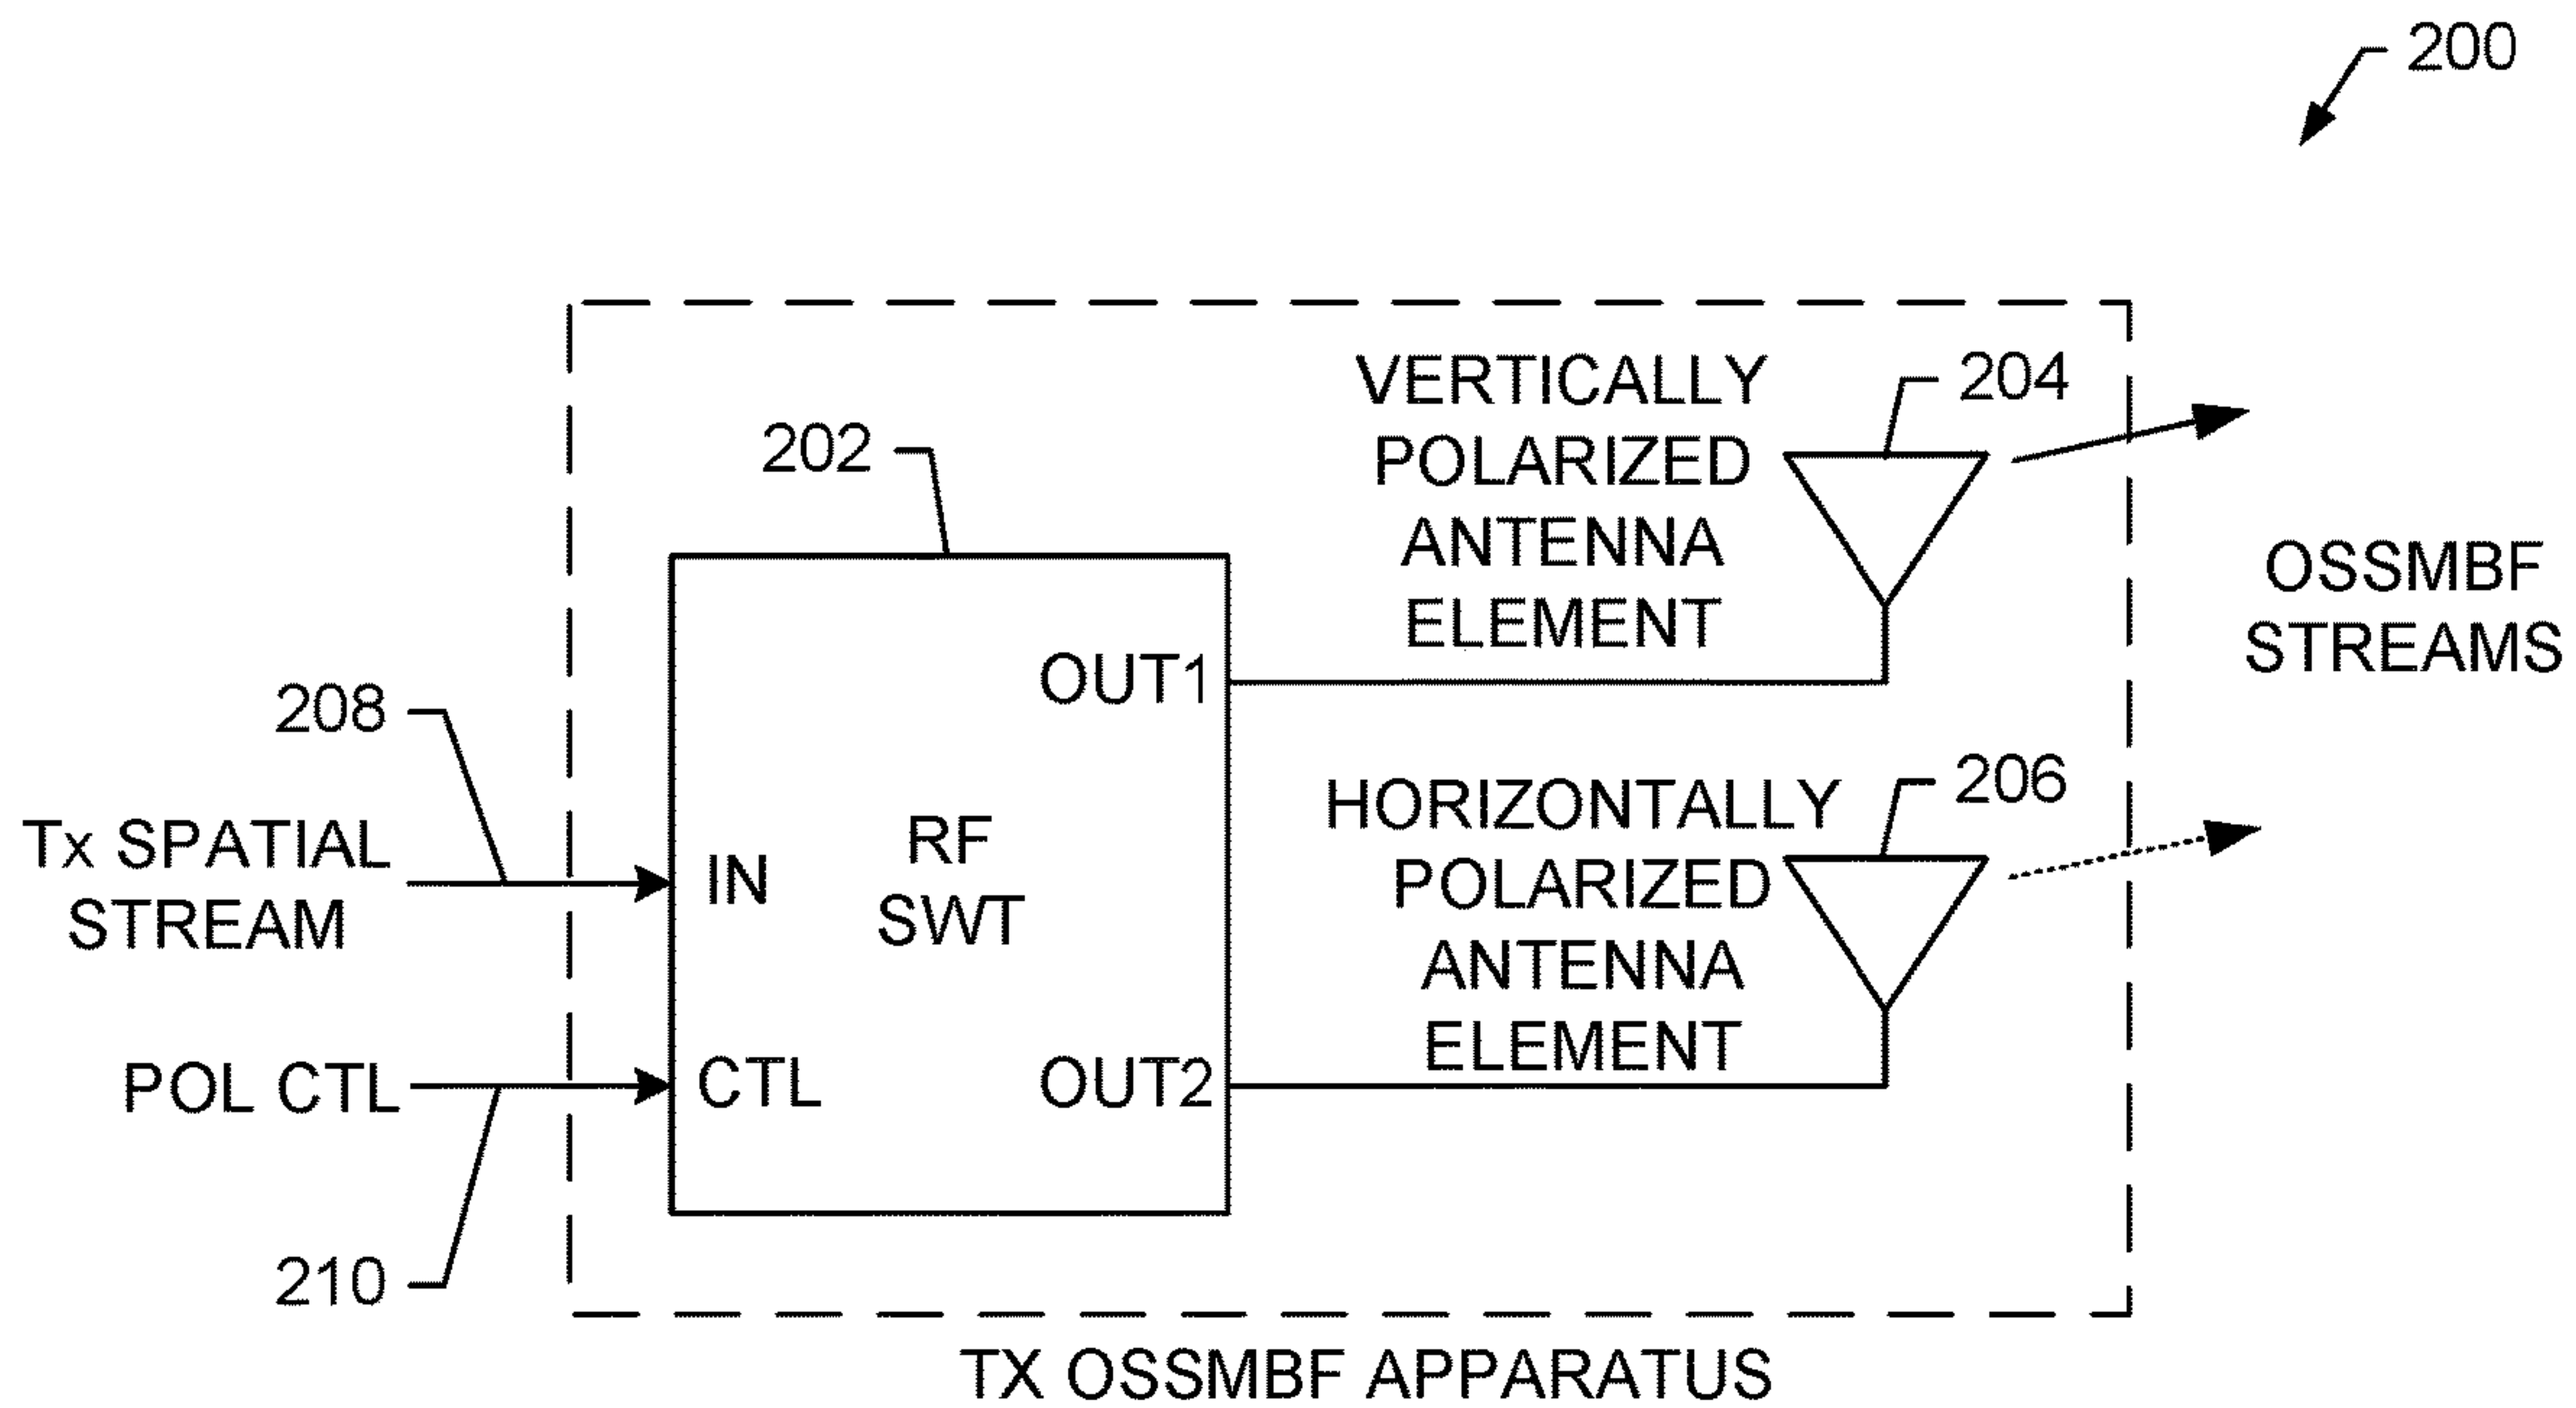 200
VERTICALLY
POLARIZED
ANTENNA
ELEMENT
204
202
OSSMBF
STREAMS
OUT1
208
HORIZONTALLY
POLARIZED
ANTENNA
ELEMENT
206
Tx SPATIAL
STREAM
IN
RF
SWT
POL CTL
CTL
OUT2
210
TX OSSMBF APPARATUS